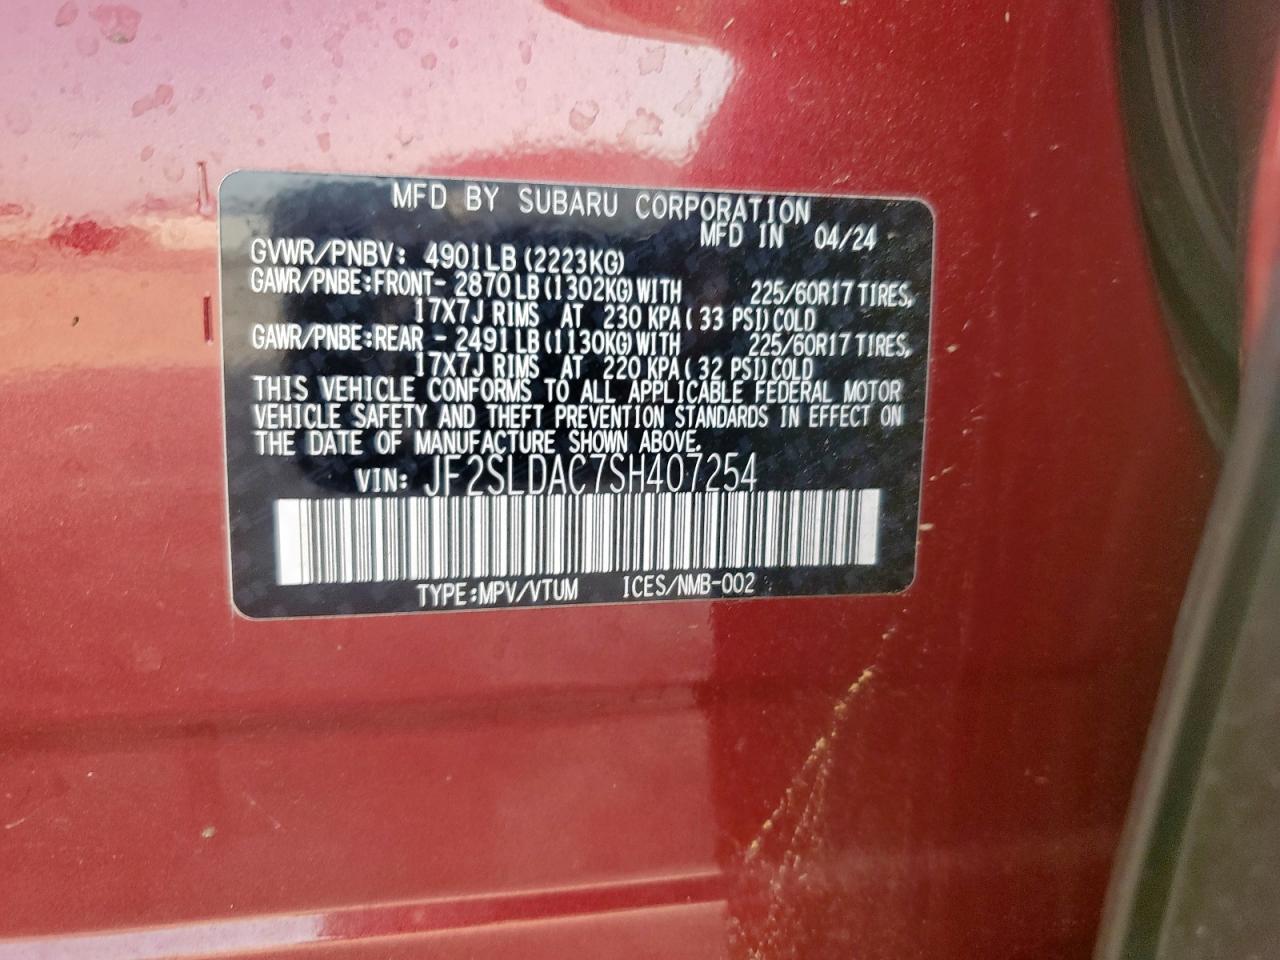 MFD BY SUBARU CORPORATION
MFD IN 04/24
GVWR/PNBV: 4901LB (2223KG)
GAWR/PNBE:FRONT- 2870LB (1302KG) WITH 225/60R17 TIRES,
17X7J RIMS AT 230 KPA( 33 PSI) COLD
GAWR/PNBE:REAR - 2491LB (1130KG) WITH 225/60R17 TIRES,
17X7J RIMS AT 220 KPA( 32 PSI) COLD
THIS VEHICLE CONFORMS TO ALL APPLICABLE FEDERAL MOTOR
VEHICLE SAFETY AND THEFT PREVENTION STANDARDS IN EFFECT ON
THE DATE OF MANUFACTURE SHOWN ABOVE.
VIN: JF2SLDAC7SH407254
TYPE:MPV/VTUM ICES/NMB-002